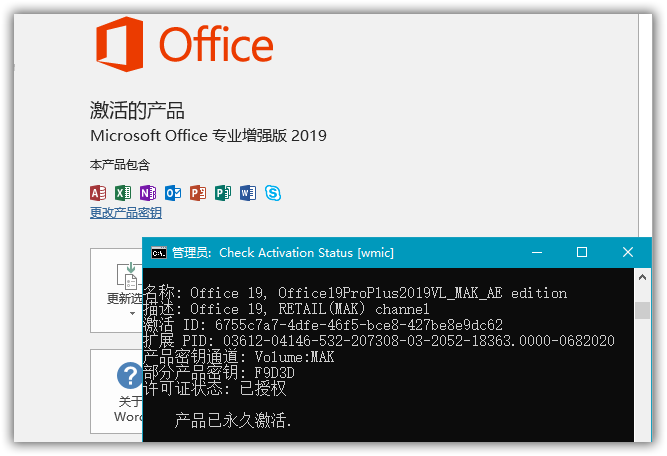 Office
激活的产品
Microsoft Office 专业增强版 2019
本产品包含
更改产品密钥
管理员: Check Activation Status [wmic]
更新选
名称: Office 19, Office19ProPlus2019VL_MAK_AE edition
描述: Office 19, RETAIL(MAK) channel
激活 ID: 6755c7a7-4dfe-46f5-bce8-427be8e9dc62
扩展 PID: 03612-04146-532-207308-03-2052-18363.0000-0682020
产品密钥通道: Volume:MAK
部分产品密钥: F9D3D
许可证状态: 已授权
产品已永久激活.
关于
Word